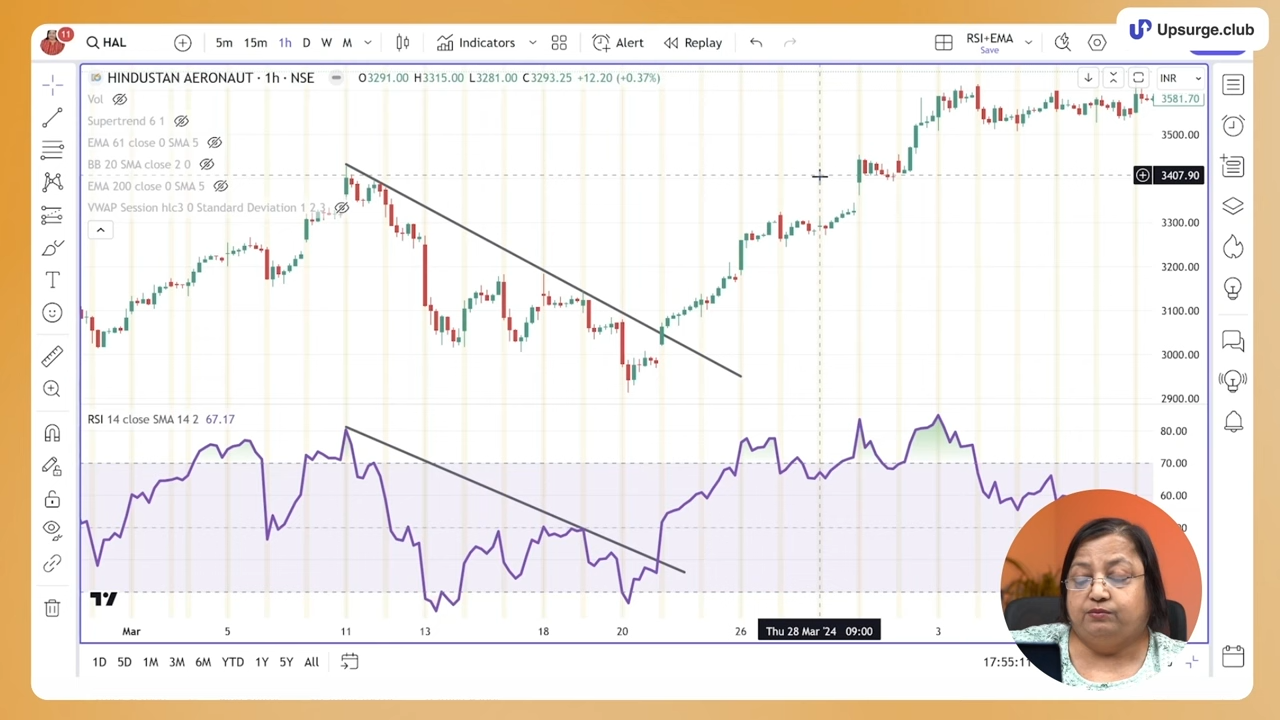 Upsurge.club
11
HAL
5m 15m 1h D W M
Indicators
Alert
Replay
RSI+EMA
Save
HINDUSTAN AERONAUT · 1h · NSE
O3291.00 H3315.00 L3281.00 C3293.25 +12.20 (+0.37%)
INR
Vol
3581.70
Supertrend 6 1
3500.00
EMA 61 close 0 SMA 5
BB 20 SMA close 2 0
3407.90
EMA 200 close 0 SMA 5
VWAP Session hlc3 0 Standard Deviation 1 2 3
3300.00
3200.00
3100.00
3000.00
2900.00
RSI 14 close SMA 14 2 67.17
80.00
70.00
60.00
Mar 5 11 13 18 20 26 Thu 28 Mar '24 09:00 3
1D 5D 1M 3M 6M YTD 1Y 5Y All
17:55:11